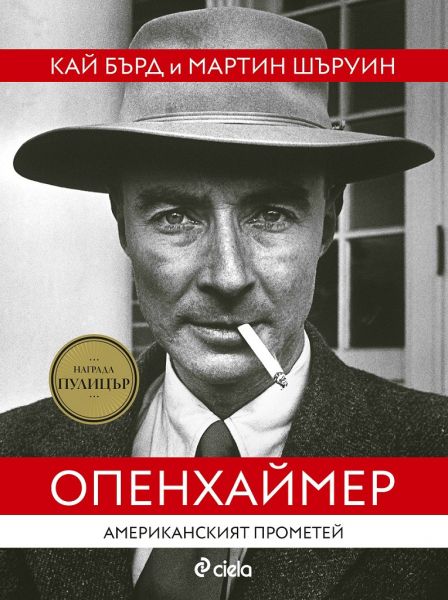 КАЙ БЪРД и МАРТИН ШЪРУИН
НАГРАДА
ПУЛИЦЪР
ОПЕНХАЙМЕР
АМЕРИКАНСКИЯТ ПРОМЕТЕЙ
ciela